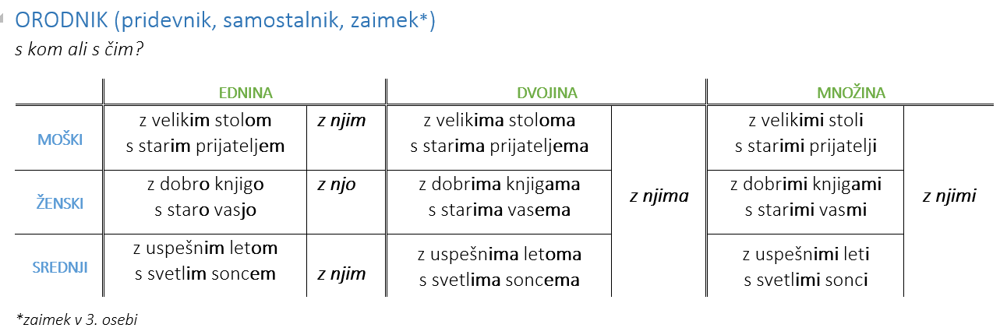 ORODNIK (pridevnik, samostalnik, zaimek*)
s kom ali s čim?
EDNINA DVOJINA MNOŽINA
MOŠKI
z velikim stolom
s starim prijateljem
z njim
z velikima stoloma
s starima prijateljema
z velikimi stoli
s starimi prijatelji
ŽENSKI
z dobro knjigo
s staro vasjo
z njo
z dobrima knjigama
s starima vasema
z njima
z dobrimi knjigami
s starimi vasmi
z njimi
SREDNJI
z uspešnim letom
s svetlim soncem
z njim
z uspešnima letoma
s svetlima soncema
z uspešnimi leti
s svetlimi sonci
*zaimek v 3. osebi